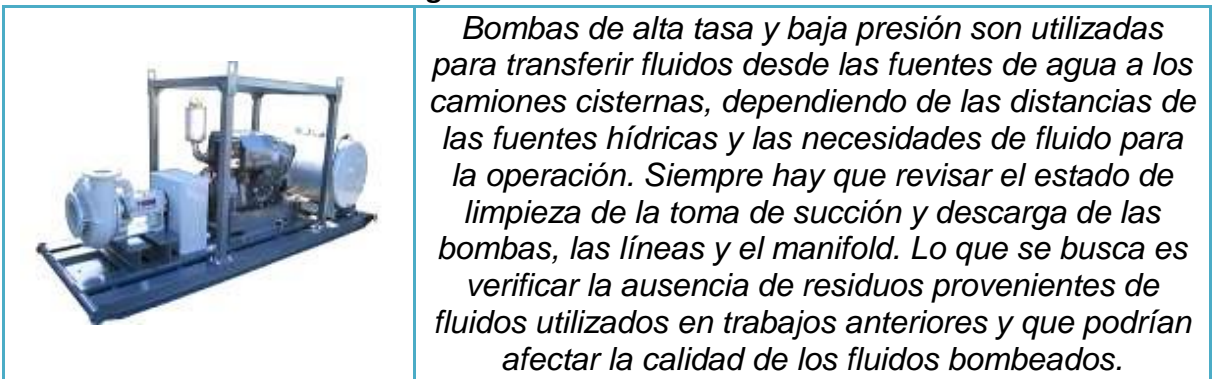 Bombas de alta tasa y baja presión son utilizadas
para transferir fluidos desde las fuentes de agua a los
camiones cisternas, dependiendo de las distancias de
las fuentes hídricas y las necesidades de fluido para
la operación. Siempre hay que revisar el estado de
limpieza de la toma de succión y descarga de las
bombas, las líneas y el manifold. Lo que se busca es
verificar la ausencia de residuos provenientes de
fluidos utilizados en trabajos anteriores y que podrían
afectar la calidad de los fluidos bombeados.